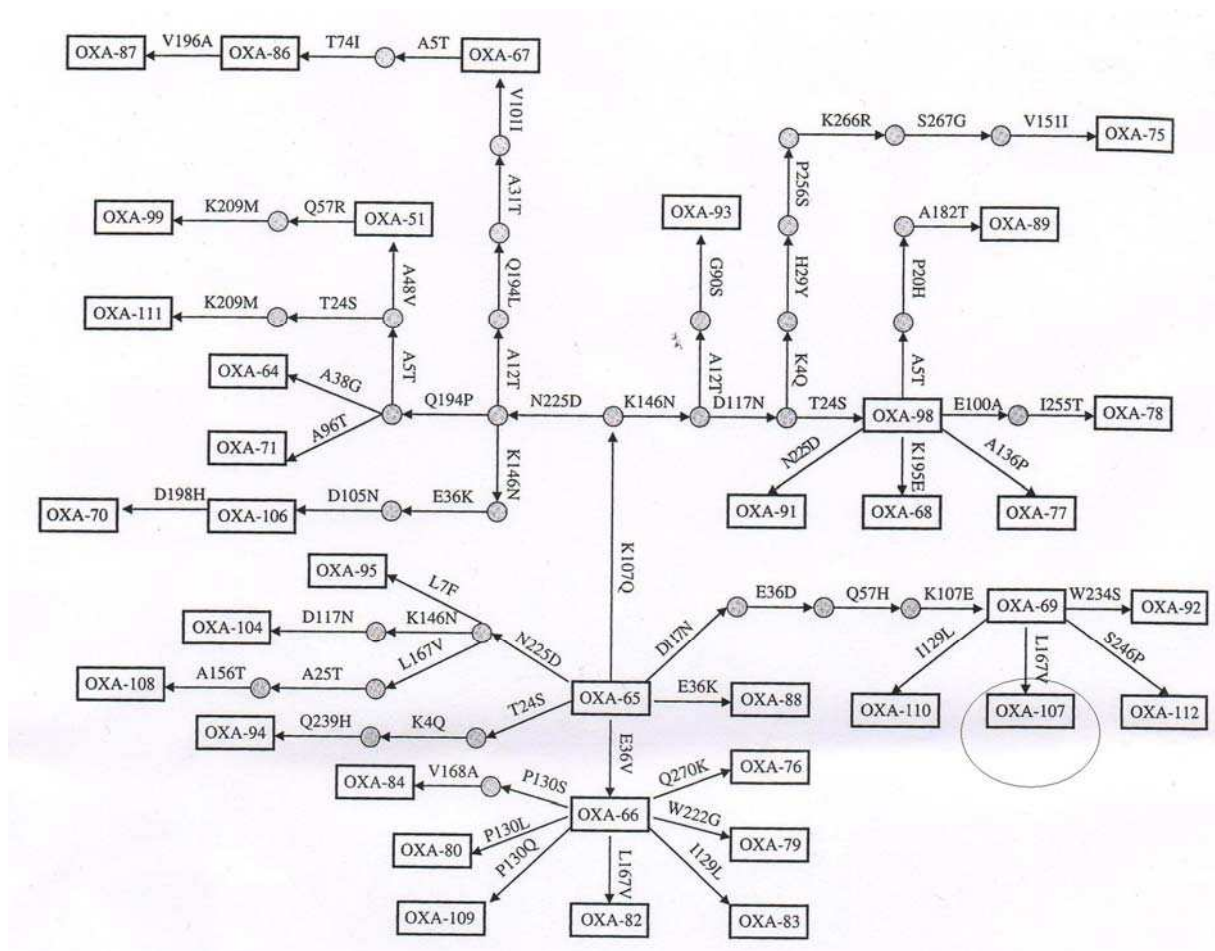 OXA-87 V196A OXA-86 T74I A5T OXA-67
V101I
K266R S267G V151I OXA-75
A31T
P256S
OXA-99 K209M Q57R OXA-51
OXA-93
A182T OXA-89
Q194L
G90S
H29Y
P20H
A48V
OXA-111 K209M T24S
A5T
A12T
A12T
K4Q
A5T
OXA-64 A38G
Q194P N225D K146N D117N T24S OXA-98 E100A I255T OXA-78
OXA-71 A96T
K146N
N225D K195E A136P
OXA-70 D198H OXA-106 D105N E36K
OXA-91 OXA-68 OXA-77
K107Q
OXA-95 L7F
E36D Q57H K107E OXA-69 W234S OXA-92
OXA-104 D117N K146N
N225D
D117N
I129L L167V S246P
L167V
OXA-108 A156T A25T
OXA-65 E36K OXA-88
OXA-110 OXA-107 OXA-112
T24S
OXA-94 Q239H K4Q
E36V
OXA-84 V168A P130S
Q270K OXA-76
OXA-66
P130L
W222G
OXA-80
OXA-79
P130Q
L167V
I129L
OXA-109 OXA-82 OXA-83